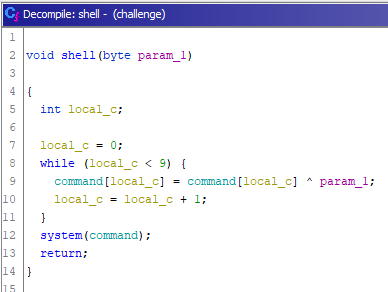 Decompile: shell - (challenge)
1
2 void shell(byte param_1)
3
4 {
5 int local_c;
6
7 local_c = 0;
8 while (local_c < 9) {
9 command[local_c] = command[local_c] ^ param_1;
10 local_c = local_c + 1;
11 }
12 system(command);
13 return;
14 }
15